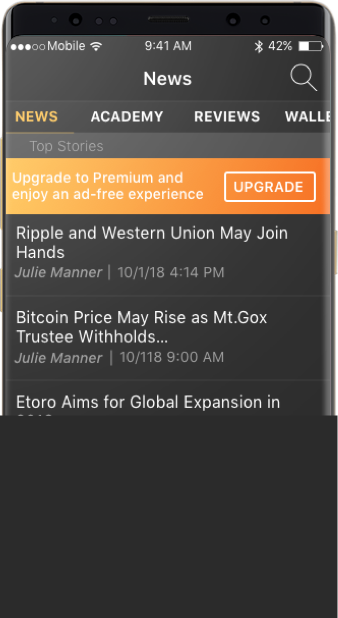 Mobile 9:41 AM 42%
News
NEWS ACADEMY REVIEWS WALLE
Top Stories
Upgrade to Premium and
enjoy an ad-free experience
UPGRADE
Ripple and Western Union May Join
Hands
Julie Manner | 10/1/18 4:14 PM
Bitcoin Price May Rise as Mt.Gox
Trustee Withholds...
Julie Manner | 10/118 9:00 AM
Etoro Aims for Global Expansion in